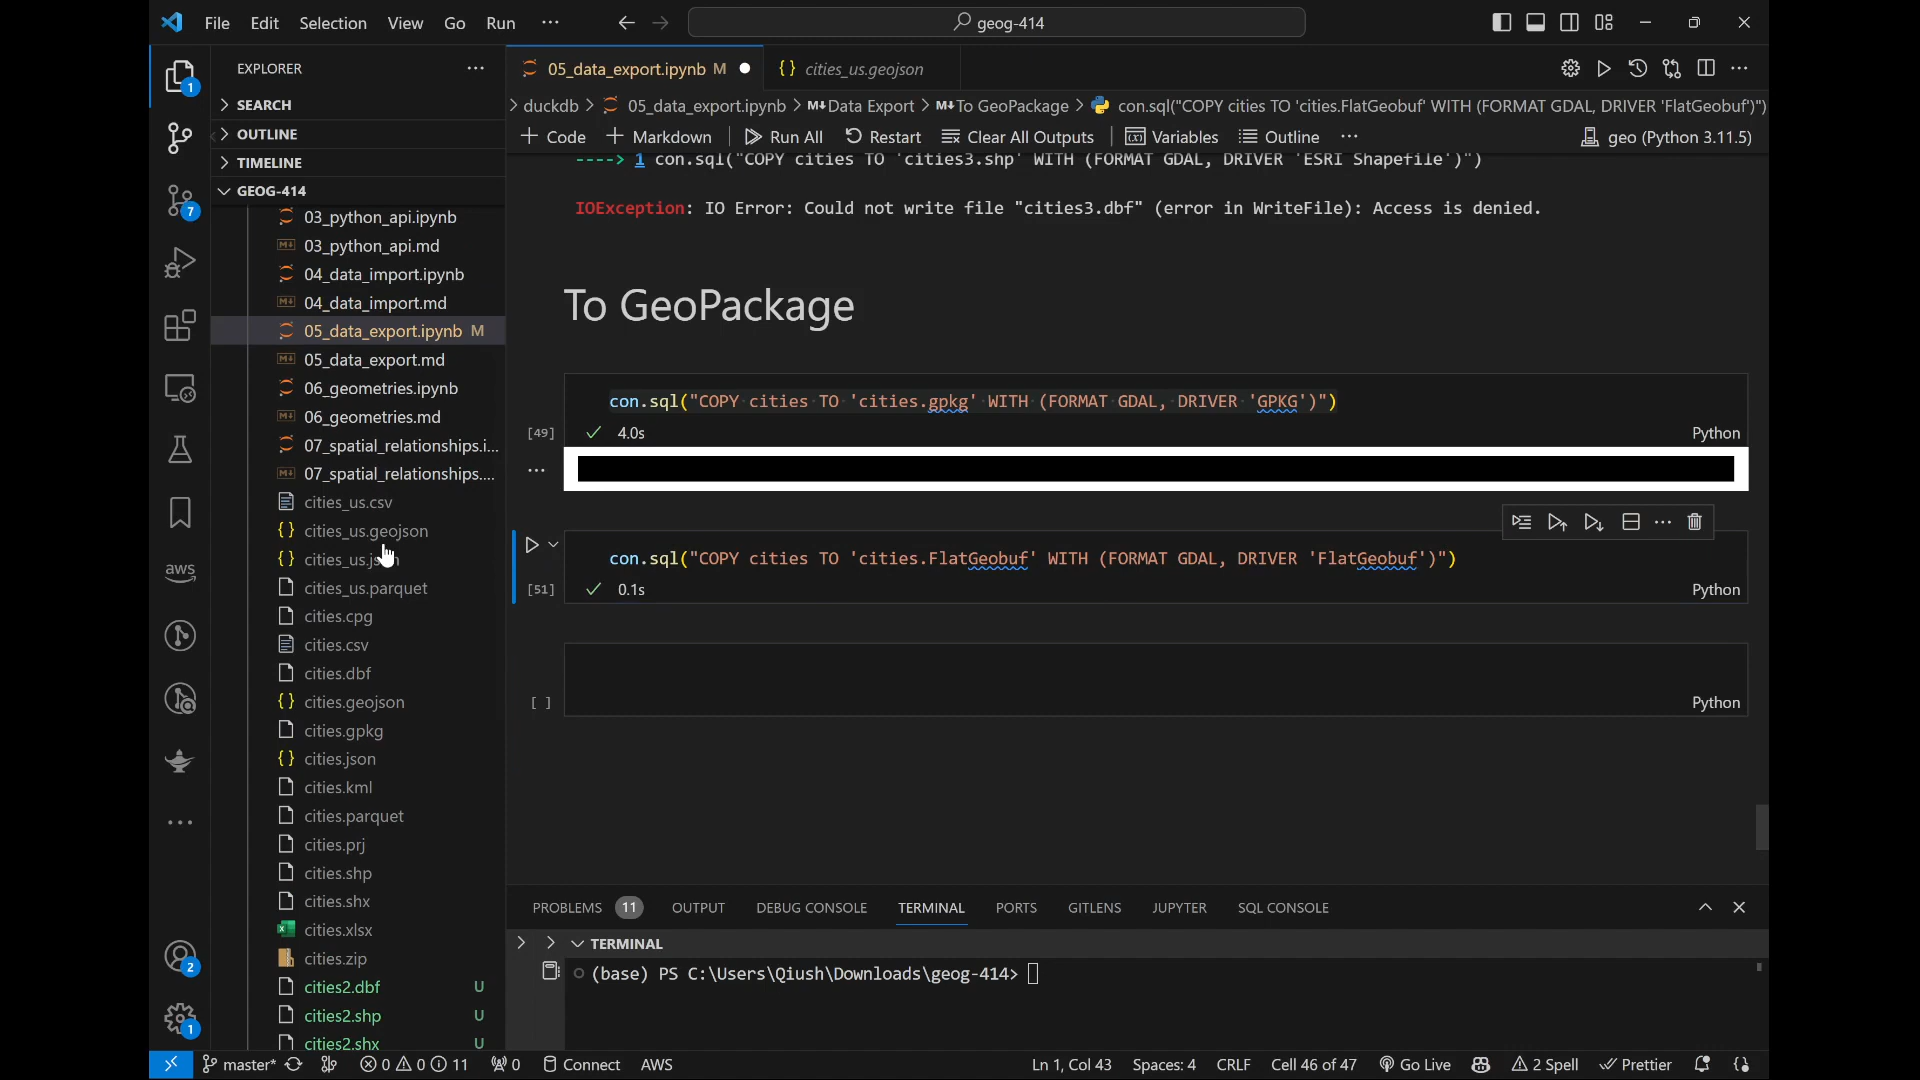 File Edit Selection View Go Run ... geog-414
EXPLORER
SEARCH
OUTLINE
TIMELINE
GEOG-414
03_python_api.ipynb
03_python_api.md
04_data_import.ipynb
04_data_import.md
05_data_export.ipynb M
05_data_export.md
06_geometries.ipynb
06_geometries.md
07_spatial_relationships.i...
07_spatial_relationships....
cities_us.csv
cities_us.geojson
cities_us.json
cities_us.parquet
cities.cpg
cities.csv
cities.dbf
cities.geojson
cities.gpkg
cities.json
cities.kml
cities.parquet
cities.prj
cities.shp
cities.shx
cities.xlsx
cities.zip
cities2.dbf U
cities2.shp U
cities2.shx U
1
7
aws
2
1
05_data_export.ipynb M cities_us.geojson
duckdb > 05_data_export.ipynb > M↓Data Export > M↓To GeoPackage > con.sql("COPY cities TO 'cities.FlatGeobuf' WITH (FORMAT GDAL, DRIVER 'FlatGeobuf')")
Code Markdown Run All Restart Clear All Outputs Variables Outline ... geo (Python 3.11.5)
----> 1 con.sql("COPY cities TO 'cities3.shp' WITH (FORMAT GDAL, DRIVER 'ESRI Shapefile')")
IOException: IO Error: Could not write file "cities3.dbf" (error in WriteFile): Access is denied.
To GeoPackage
con.sql("COPY cities TO 'cities.gpkg' WITH (FORMAT GDAL, DRIVER 'GPKG')")
[49] 4.0s Python
con.sql("COPY cities TO 'cities.FlatGeobuf' WITH (FORMAT GDAL, DRIVER 'FlatGeobuf')")
[51] 0.1s Python
[ ] Python
PROBLEMS 11 OUTPUT DEBUG CONSOLE TERMINAL PORTS GITLENS JUPYTER SQL CONSOLE
TERMINAL
(base) PS C:\Users\Qiush\Downloads\geog-414>
master* 0 0 11 0 Connect AWS Ln 1, Col 43 Spaces: 4 CRLF Cell 46 of 47 Go Live 2 Spell Prettier